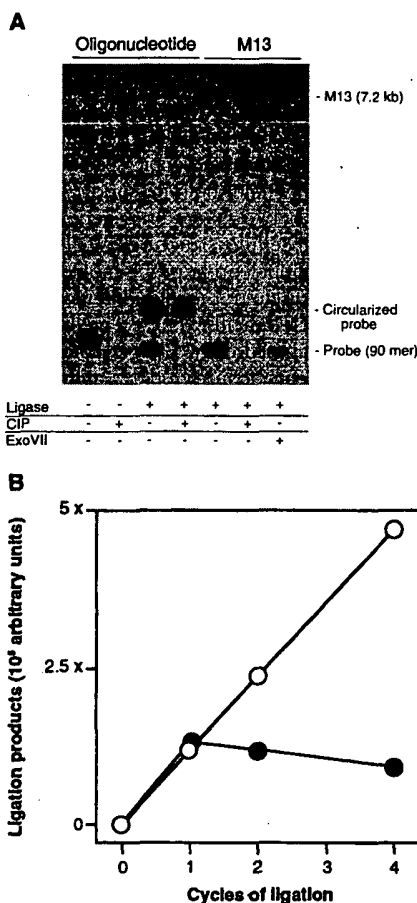 A
Oligonucleotide M13
- M13 (7.2 kb)
- Circularized
probe
- Probe (90 mer)
Ligase - - + + + + +
CIP - + - + - + -
ExoVII - - - - - - +
B
Ligation products (10³ arbitrary units)
5 x
2.5 x
0
0 1 2 3 4
Cycles of ligation